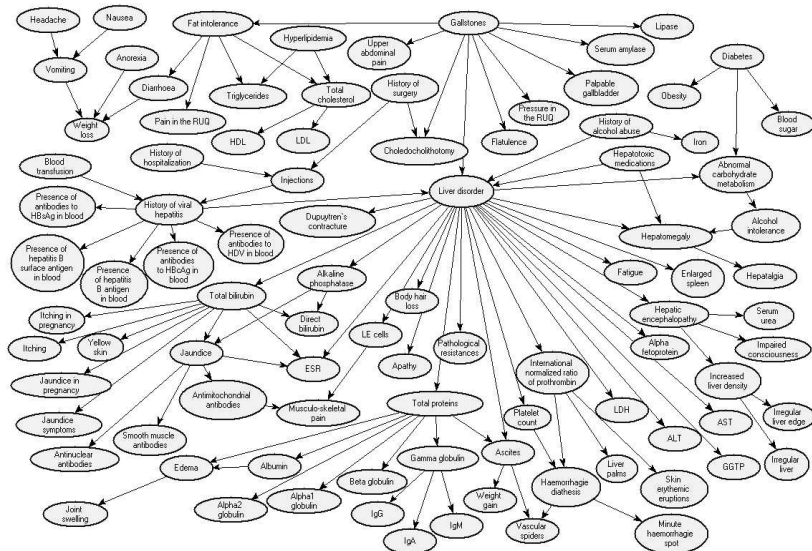 Headache
Nausea
Fat intolerance
Gallstones
Lipase
Hyperlipidemia
Upper
abdominal
pain
Serum amylase
Anorexia
Vomiting
Diabetes
Diarrhoea
Triglycerides
Total
cholesterol
History of
surgery
Palpable
gallbladder
Obesity
Weight
loss
Pain in the RUQ
HDL
LDL
Pressure in
the RUQ
Blood
sugar
Choledocholithotomy
Flatulence
History of
alcohol abuse
Iron
History of
hospitalization
Hepatotoxic
medications
Blood
transfusion
Injections
Abnormal
carbohydrate
metabolism
Presence of
antibodies to
HBsAg in blood
History of viral
hepatitis
Liver disorder
Dupuytren's
contracture
Presence
of antibodies to
HDV in blood
Alcohol
intolerance
Presence of
hepatitis B
surface antigen
in blood
Presence
of hepatitis
B antigen
in blood
Presence of
antibodies
to HBcAg in
blood
Hepatomegaly
Alkaline
phosphatase
Fatigue
Enlarged
spleen
Hepatalgia
Total bilirubin
Body hair
loss
Itching in
pregnancy
Direct
bilirubin
Hepatic
encephalopathy
Serum
urea
Itching
Yellow
skin
Jaundice
LE cells
Pathological
resistances
Alpha
fetoprotein
Impaired
consciousness
ESR
Apathy
International
normalized ratio
of prothrombin
Jaundice in
pregnancy
Antimitochondrial
antibodies
Increased
liver density
Total proteins
Musculo-skeletal
pain
Platelet
count
LDH
AST
Irregular
liver edge
Jaundice
symptoms
Smooth muscle
antibodies
ALT
Antinuclear
antibodies
Gamma globulin
Ascites
GGTP
Irregular
liver
Edema
Albumin
Beta globulin
Liver
palms
Haemorrhagie
diathesis
Skin
erythemic
eruptions
Joint
swelling
Alpha2
globulin
Alpha1
globulin
Weight
gain
IgG
IgM
IgA
Vascular
spiders
Minute
haemorrhagie
spot